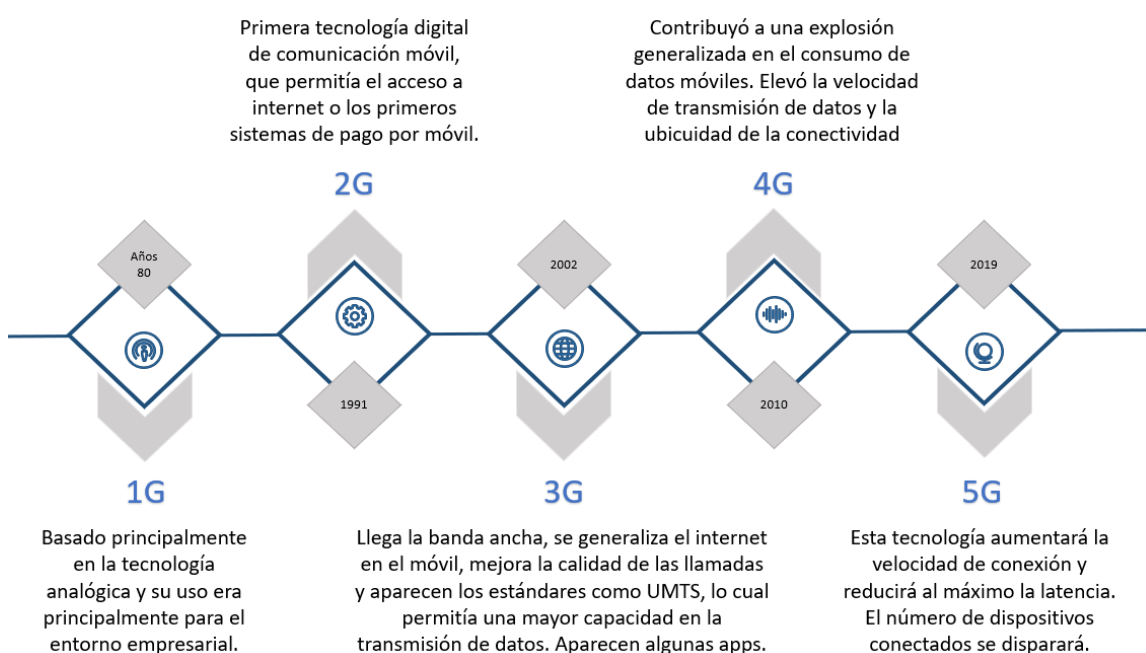 Primera tecnología digital
de comunicación móvil,
que permitía el acceso a
internet o los primeros
sistemas de pago por móvil.
Contribuyó a una explosión
generalizada en el consumo de
datos móviles. Elevó la velocidad
de transmisión de datos y la
ubicuidad de la conectividad
2G
4G
Años
80
2002
2019
1991
2010
1G
3G
5G
Basado principalmente
en la tecnología
analógica y su uso era
principalmente para el
entorno empresarial.
Llega la banda ancha, se generaliza el internet
en el móvil, mejora la calidad de las llamadas
y aparecen los estándares como UMTS, lo cual
permitía una mayor capacidad en la
transmisión de datos. Aparecen algunas apps.
Esta tecnología aumentará la
velocidad de conexión y
reducirá al máximo la latencia.
El número de dispositivos
conectados se disparará.